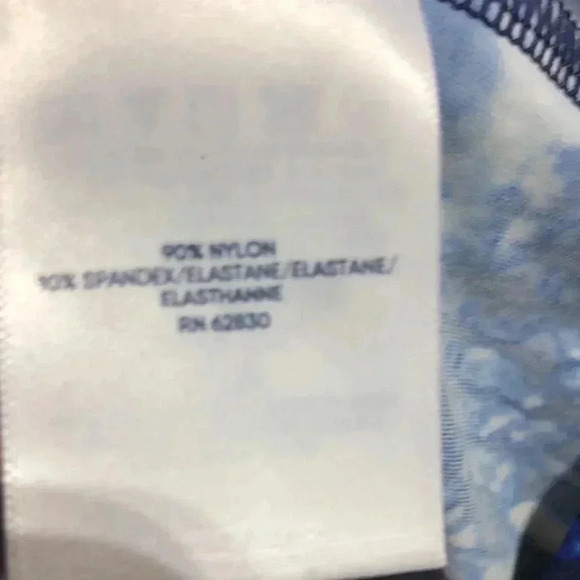 90% NYLON
10% SPANDEX/ELASTANE/ELASTANE/
ELASTHANNE
RN 62830